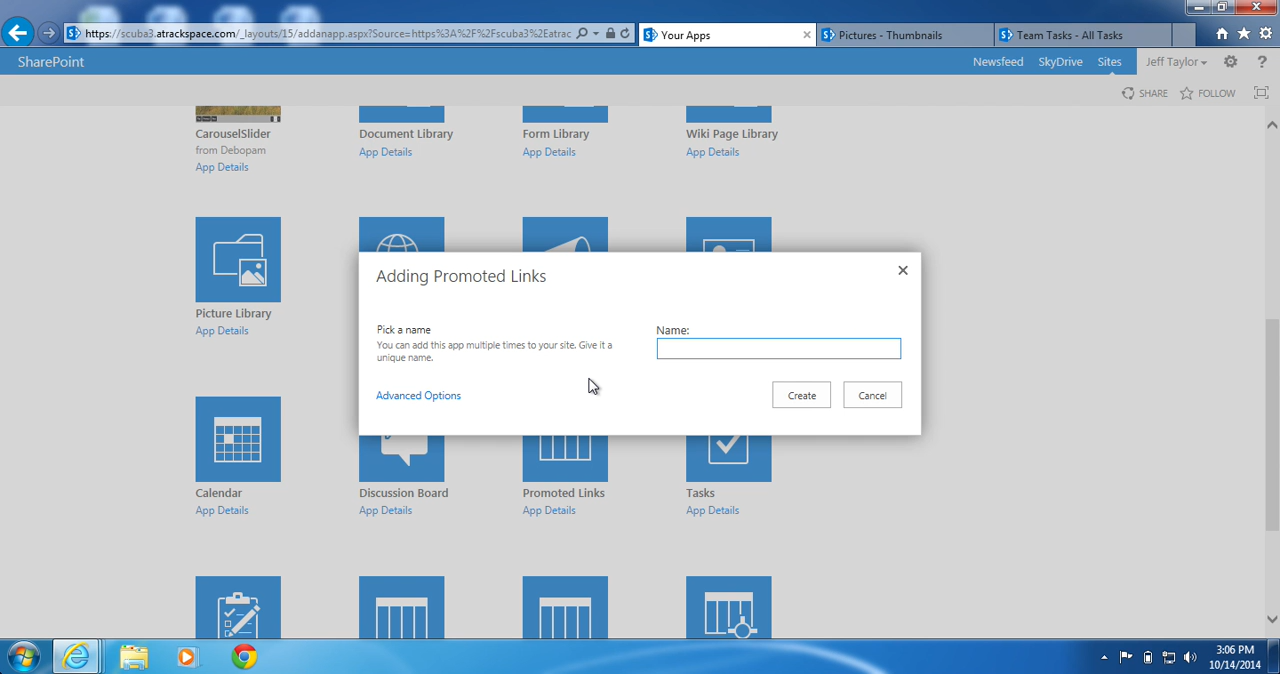 https://scuba3.atrackspace.com/_layouts/15/addanapp.aspx?Source=https%3A%2F%2Fscuba3%2Eatrac
Your Apps
Pictures - Thumbnails
Team Tasks - All Tasks
SharePoint
Newsfeed SkyDrive Sites Jeff Taylor
SHARE FOLLOW
CarouselSlider
from Debopam
App Details
Document Library
App Details
Form Library
App Details
Wiki Page Library
App Details
Picture Library
App Details
Adding Promoted Links
Pick a name
You can add this app multiple times to your site. Give it a
unique name.
Name:
Advanced Options
Create Cancel
Calendar
App Details
Discussion Board
App Details
Promoted Links
App Details
Tasks
App Details
3:06 PM
10/14/2014